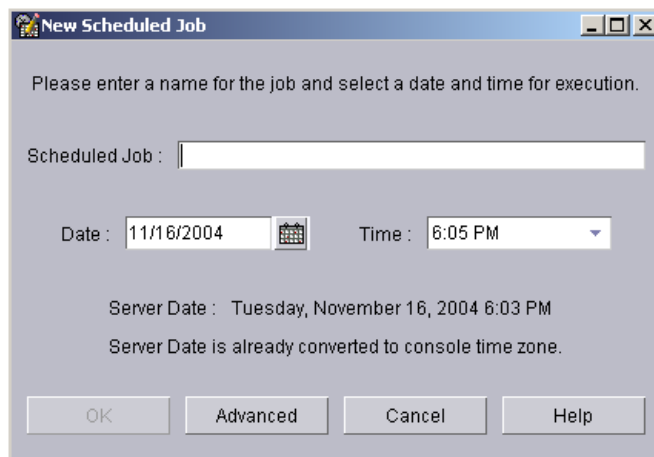 New Scheduled Job
Please enter a name for the job and select a date and time for execution.
Scheduled Job :
Date : 11/16/2004 Time : 6:05 PM
Server Date : Tuesday, November 16, 2004 6:03 PM
Server Date is already converted to console time zone.
OK Advanced Cancel Help